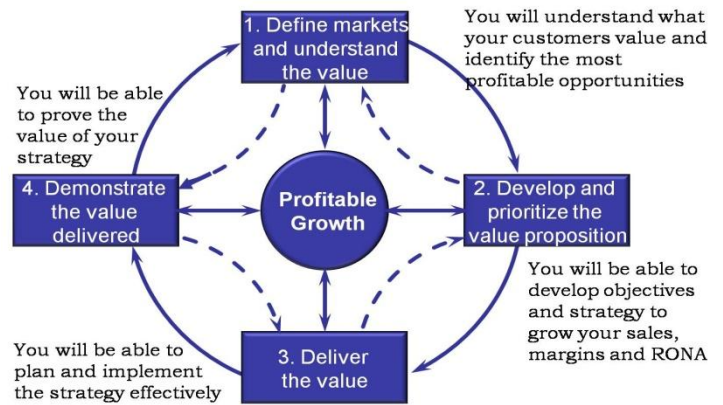 1. Define markets
and understand
the value
You will understand what
your customers value and
identify the most
profitable opportunities
You will be able
to prove the
value of your
strategy
4. Demonstrate
the value
delivered
Profitable
Growth
2. Develop and
prioritize the
value proposition
You will be able to
develop objectives
and strategy to
grow your sales,
margins and RONA
3. Deliver
the value
You will be able to
plan and implement
the strategy effectively